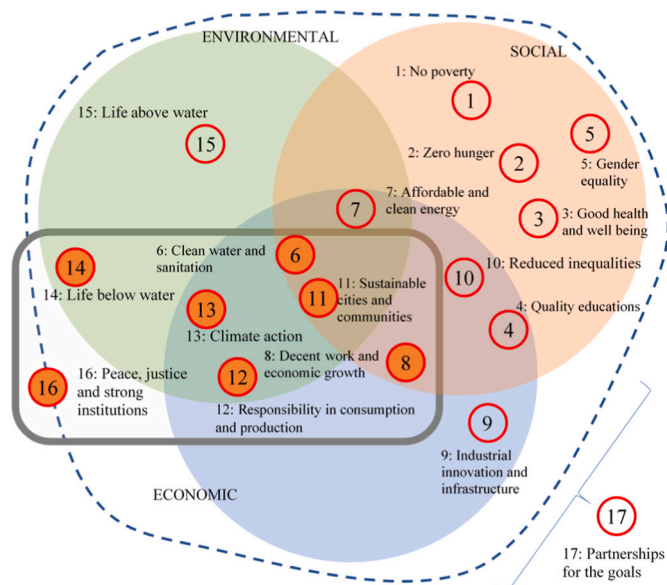 ENVIRONMENTAL
SOCIAL
1: No poverty
1
15: Life above water
15
5
2: Zero hunger
2
5: Gender
equality
7: Affordable and
clean energy
7
3
3: Good health
and well being
6: Clean water and
sanitation
6
14
14: Life below water
10
10: Reduced inequalities
11: Sustainable
cities and
communities
11
13
13: Climate action
4: Quality educations
4
8: Decent work and
economic growth
8
16
16: Peace, justice
and strong
institutions
12
12: Responsibility in consumption
and production
9
9: Industrial
innovation and
infrastructure
ECONOMIC
17
17: Partnerships
for the goals